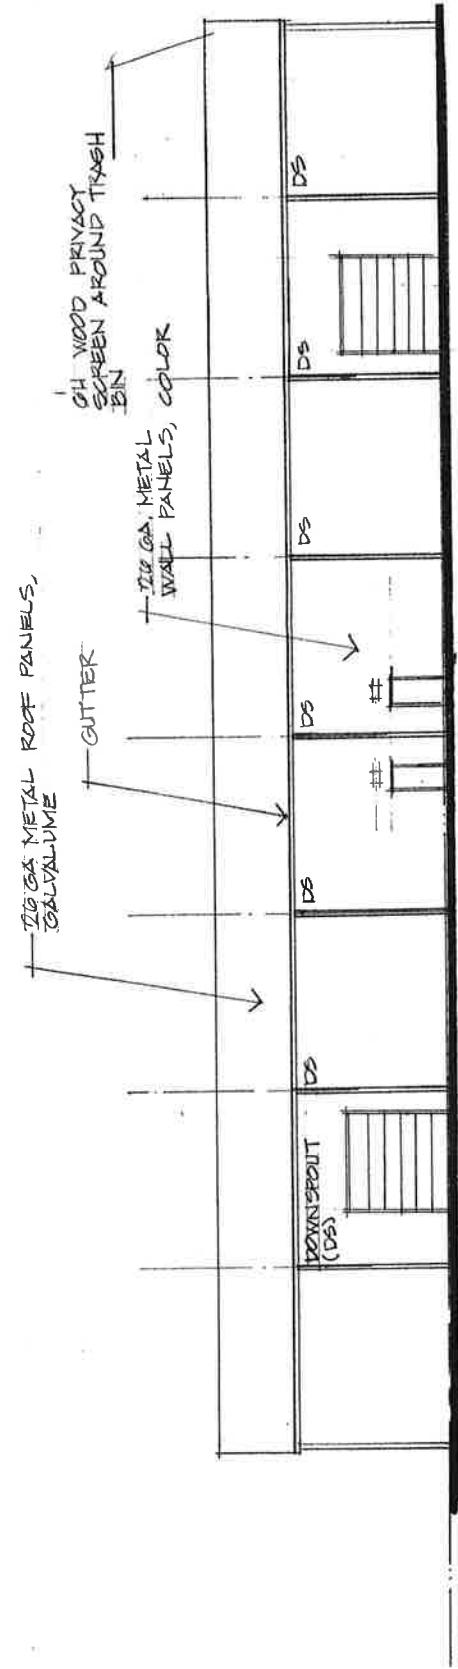 26 GA METAL ROOF PANELS,
GALVALUME
GUTTER
26 GA. METAL
WALL PANELS, COLOR
6'H WOOD PRIVACY
SCREEN AROUND TRASH
BIN
DOWNSPOUT
(DS)
DS
DS
DS
DS
DS
DS